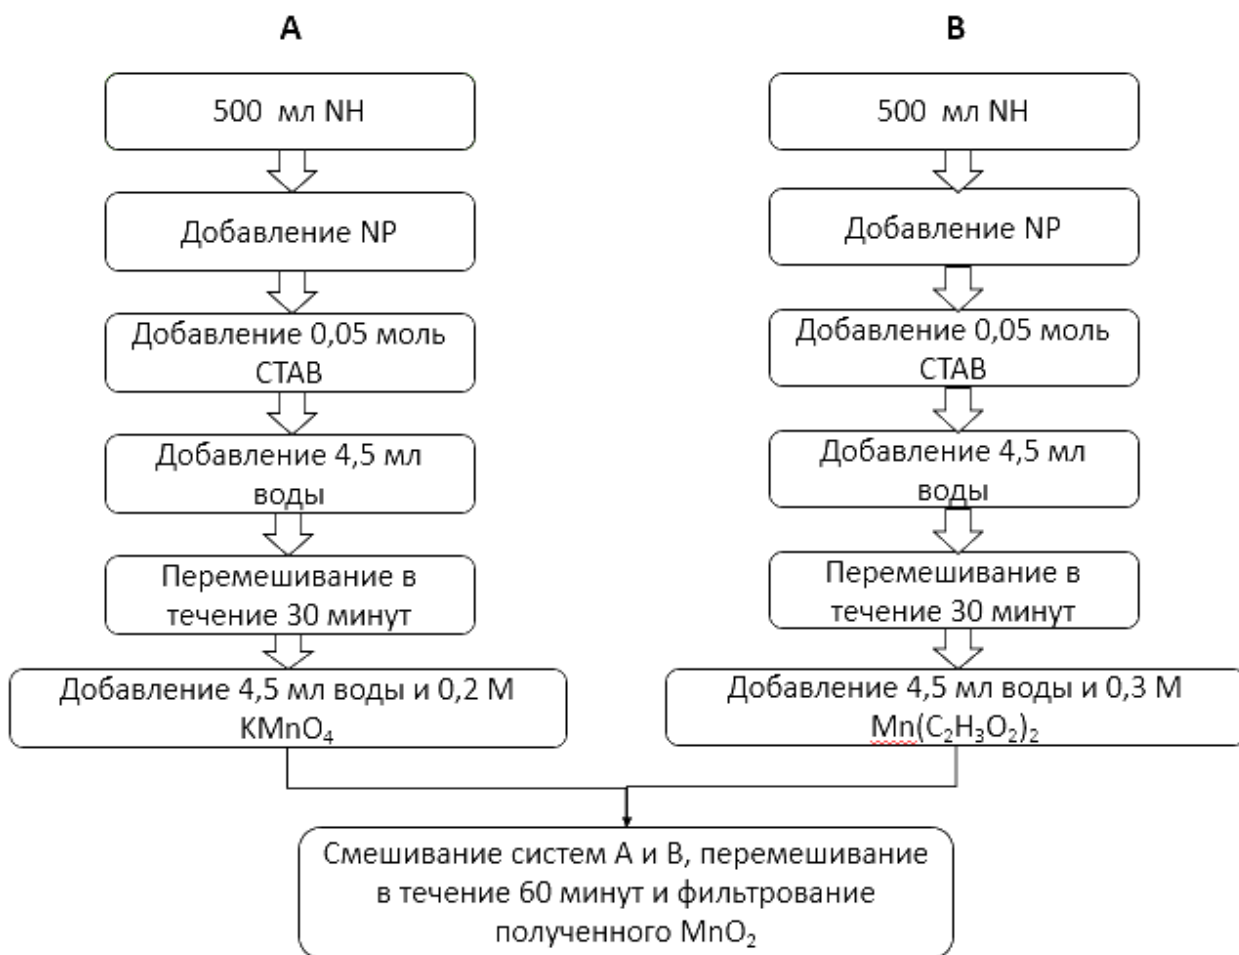 A
500 мл NH
Добавление NP
Добавление 0,05 моль
СТАВ
Добавление 4,5 мл
воды
Перемешивание в
течение 30 минут
Добавление 4,5 мл воды и 0,2 М
KMnO₄
B
500 мл NH
Добавление NP
Добавление 0,05 моль
СТАВ
Добавление 4,5 мл
воды
Перемешивание в
течение 30 минут
Добавление 4,5 мл воды и 0,3 М
Mn(C₂H₃O₂)₂
Смешивание систем А и В, перемешивание
в течение 60 минут и фильтрование
полученного MnO₂